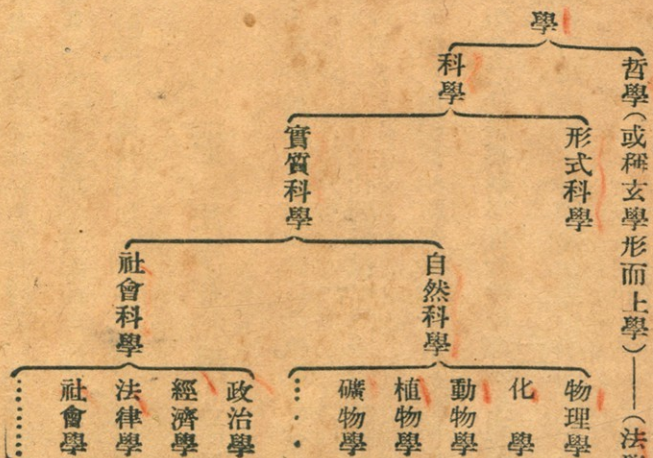 學
哲學(或稱玄學形而上學)——(法
科學
形式科學
實質科學
自然科學
社會科學
物理學
化學
動物學
植物學
礦物學
……
政治學
經濟學
法律學
社會學
……